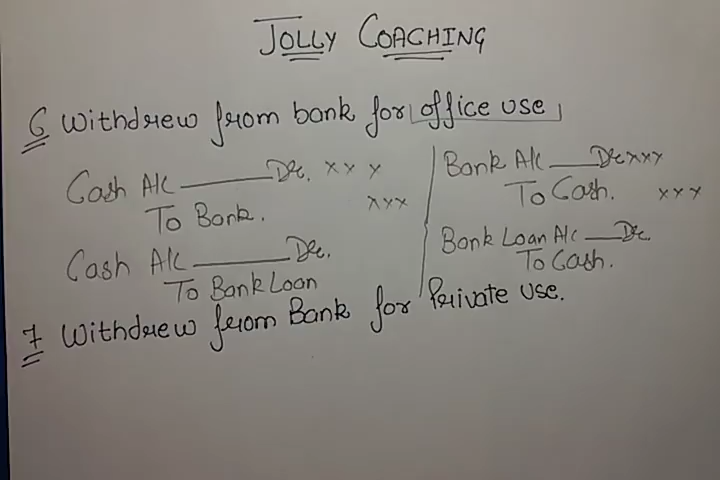 JOLLY COACHING
6 Withdrew from bank for office use
Cash A/c ———— Dr. x x x
To Bank. xxx
Cash A/c ———— Dr.
To Bank Loan
Bank A/c ——— Dr xxx
To Cash. xxx
Bank Loan A/c —— Dr.
To Cash.
7 Withdrew from Bank for Private use.